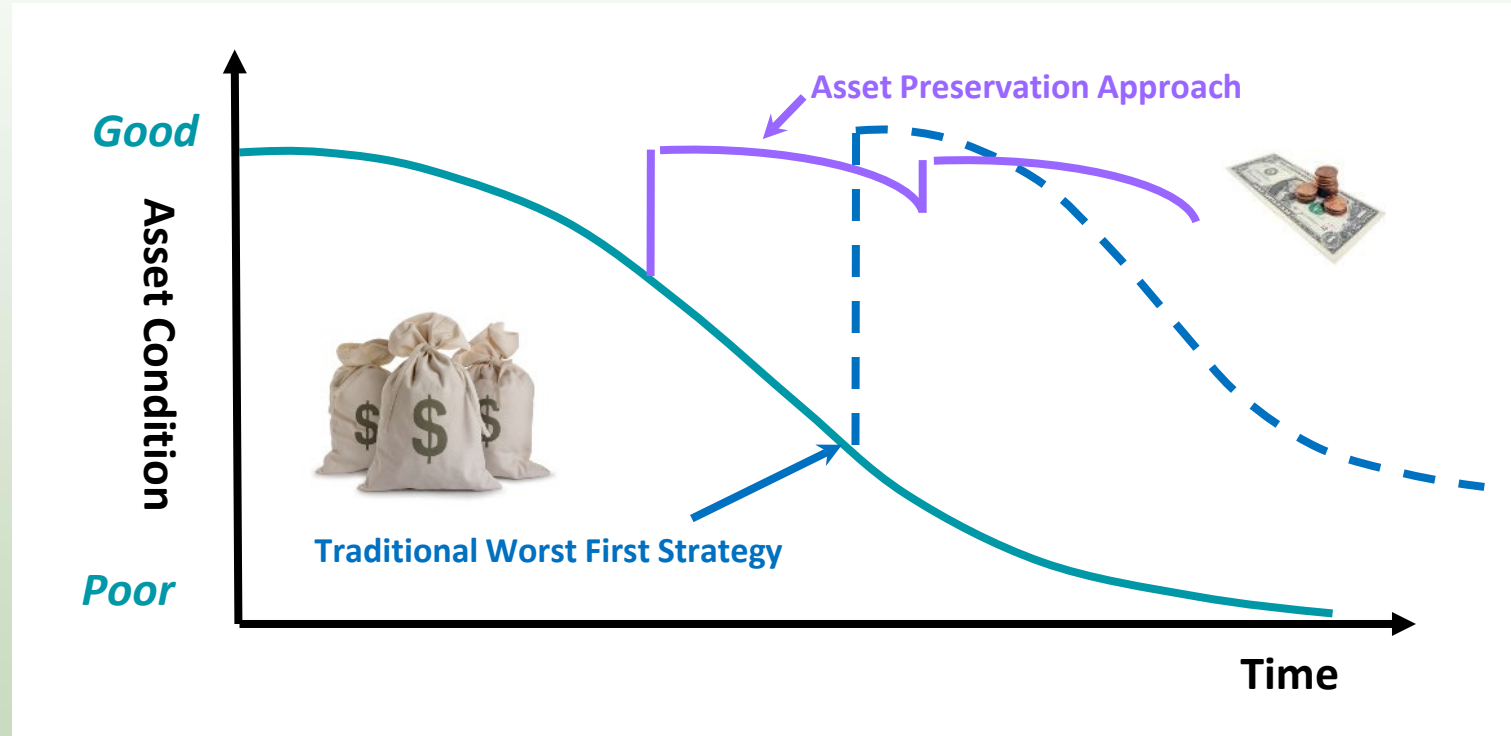 Asset Preservation Approach
Good
Asset Condition
$ $ $
Traditional Worst First Strategy
Poor
Time